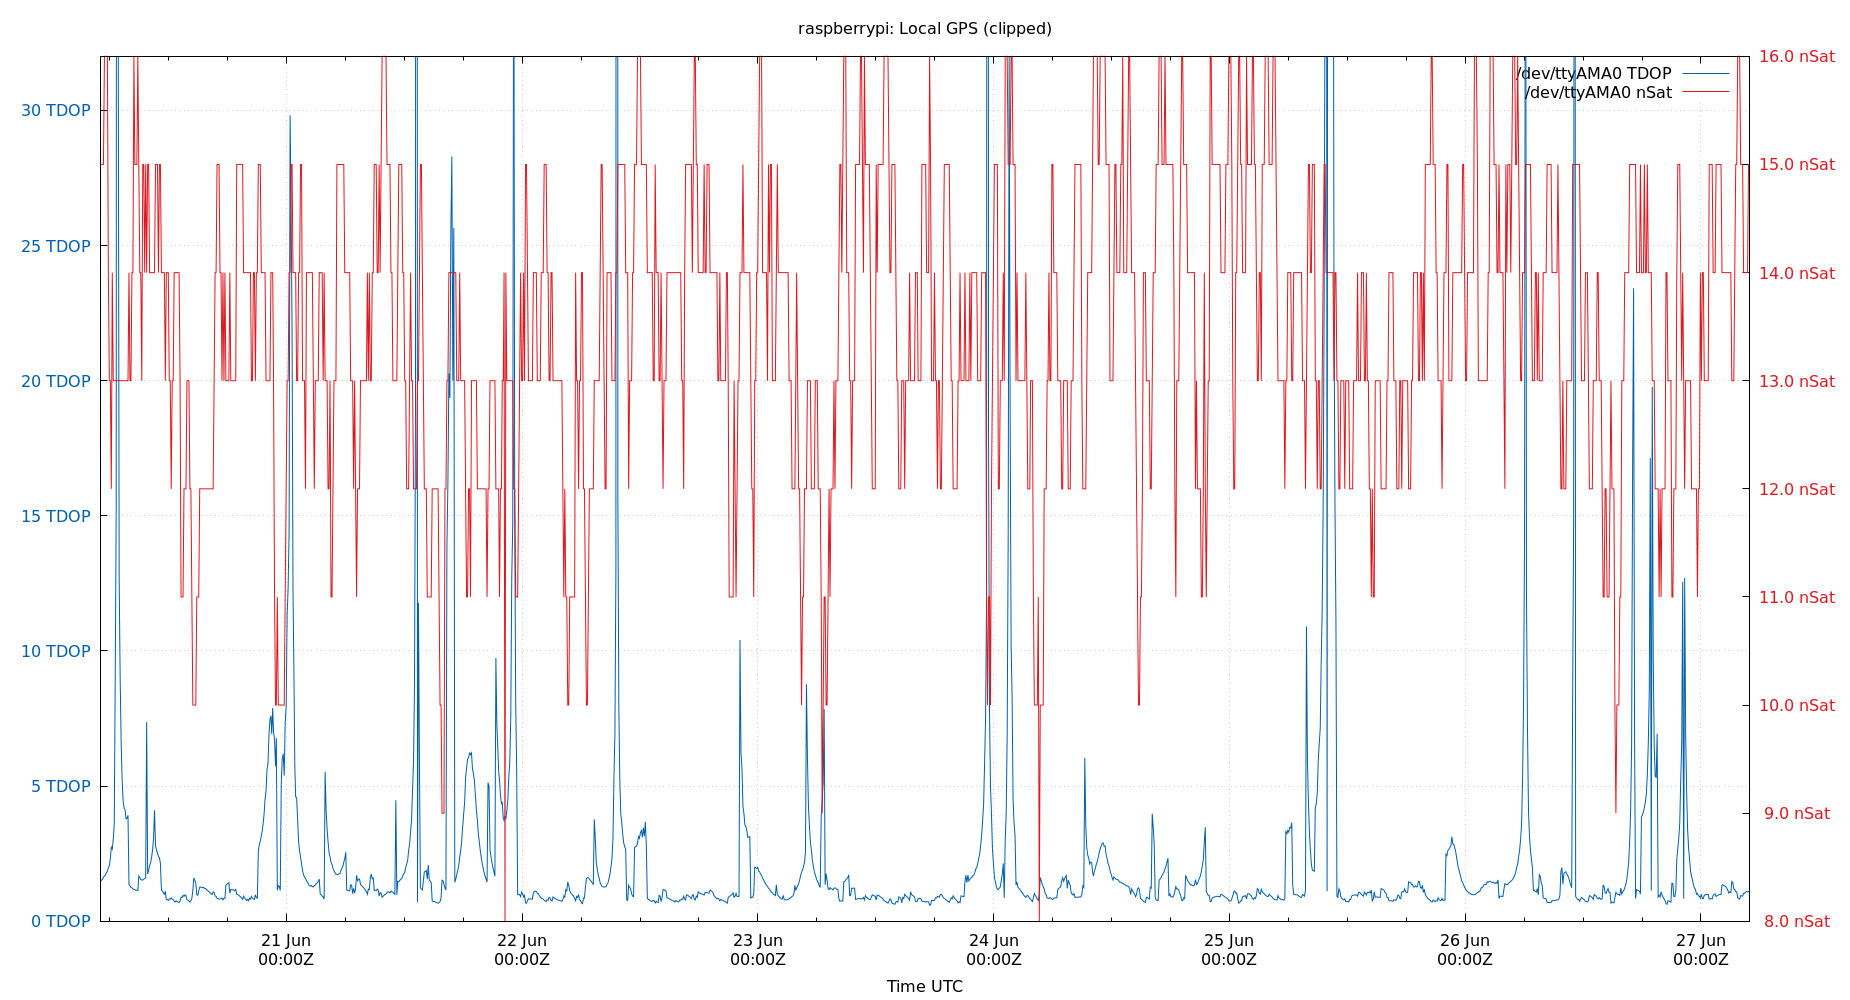 raspberrypi: Local GPS (clipped)
/dev/ttyAMA0 TDOP
/dev/ttyAMA0 nSat
30 TDOP
25 TDOP
20 TDOP
15 TDOP
10 TDOP
5 TDOP
0 TDOP
16.0 nSat
15.0 nSat
14.0 nSat
13.0 nSat
12.0 nSat
11.0 nSat
10.0 nSat
9.0 nSat
8.0 nSat
21 Jun
00:00Z
22 Jun
00:00Z
23 Jun
00:00Z
24 Jun
00:00Z
25 Jun
00:00Z
26 Jun
00:00Z
27 Jun
00:00Z
Time UTC